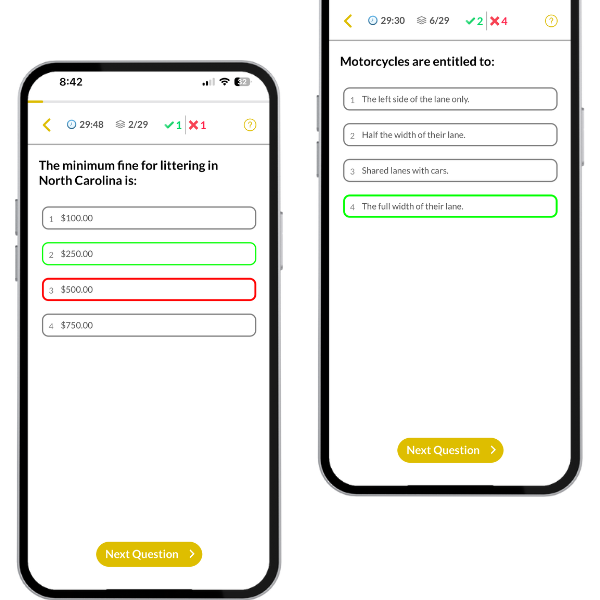 8:42
32
29:48
2/29
1
1
?
The minimum fine for littering in
North Carolina is:
1 $100.00
2 $250.00
3 $500.00
4 $750.00
Next Question
29:30
6/29
2
4
?
Motorcycles are entitled to:
1 The left side of the lane only.
2 Half the width of their lane.
3 Shared lanes with cars.
4 The full width of their lane.
Next Question